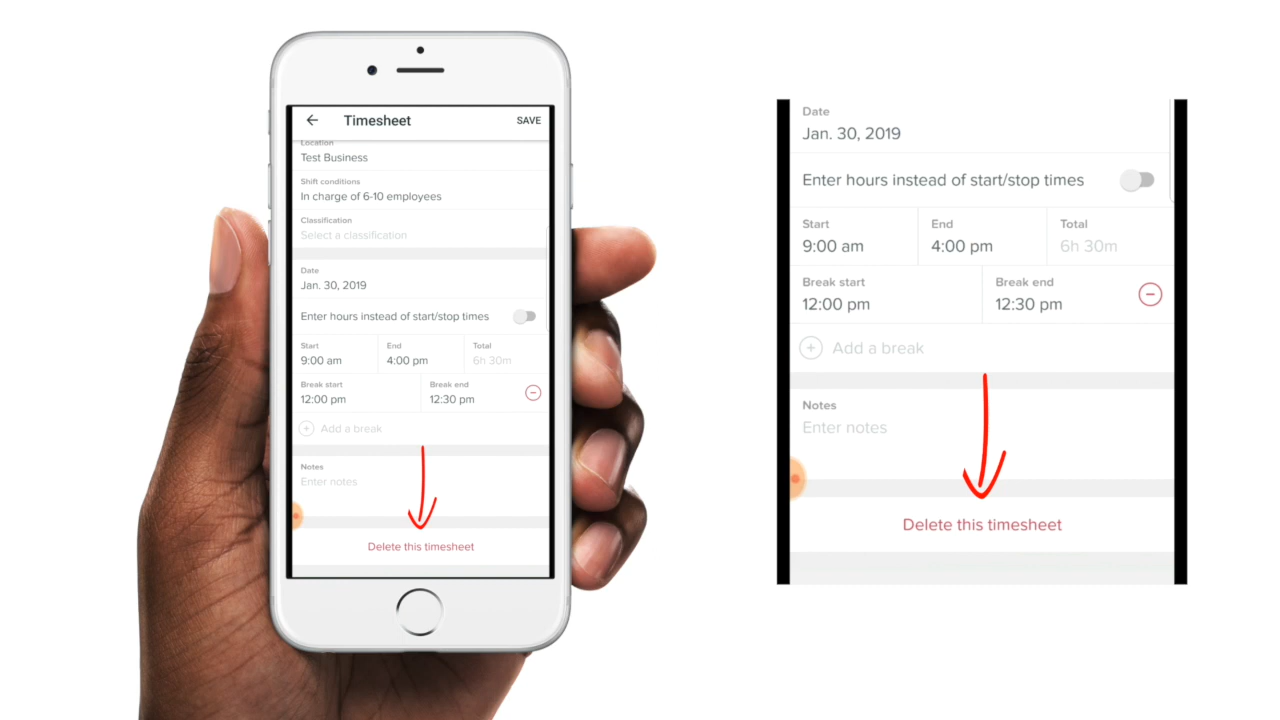 Timesheet SAVE
Location
Test Business
Shift conditions
In charge of 6-10 employees
Classification
Select a classification
Date
Jan. 30, 2019
Enter hours instead of start/stop times
Start End Total
9:00 am 4:00 pm 6h 30m
Break start Break end
12:00 pm 12:30 pm
Add a break
Notes
Enter notes
Delete this timesheet
Date
Jan. 30, 2019
Enter hours instead of start/stop times
Start End Total
9:00 am 4:00 pm 6h 30m
Break start Break end
12:00 pm 12:30 pm
Add a break
Notes
Enter notes
Delete this timesheet